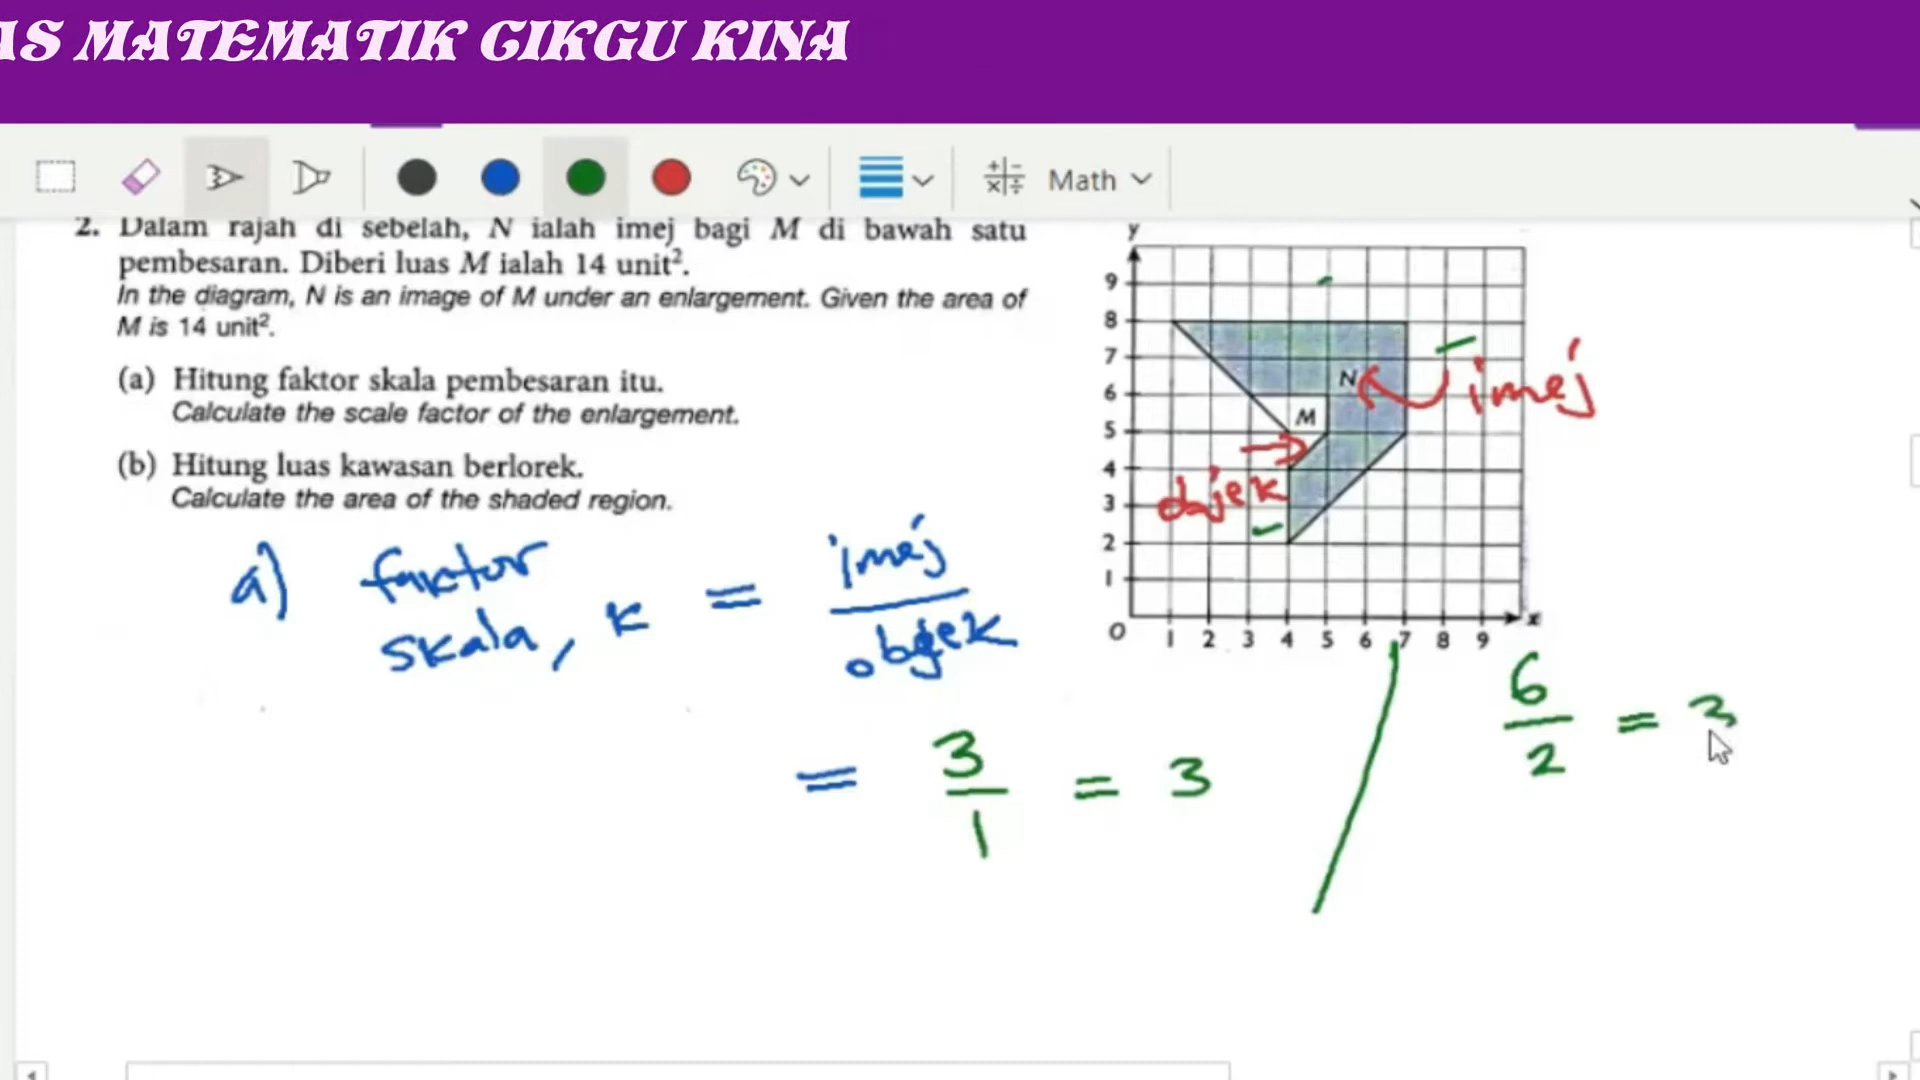 AS MATEMATIK CIKGU KINA
Math
2. Dalam rajah di sebelah, N ialah imej bagi M di bawah satu
pembesaran. Diberi luas M ialah 14 unit².
In the diagram, N is an image of M under an enlargement. Given the area of
M is 14 unit².
(a) Hitung faktor skala pembesaran itu.
Calculate the scale factor of the enlargement.
(b) Hitung luas kawasan berlorek.
Calculate the area of the shaded region.
y
9
8
7
6
5
4
3
2
1
O 1 2 3 4 5 6 7 8 9 x
N
M
imej
objek
a) faktor skala, k = imej / objek
= 3/1 = 3
6/2 = 3